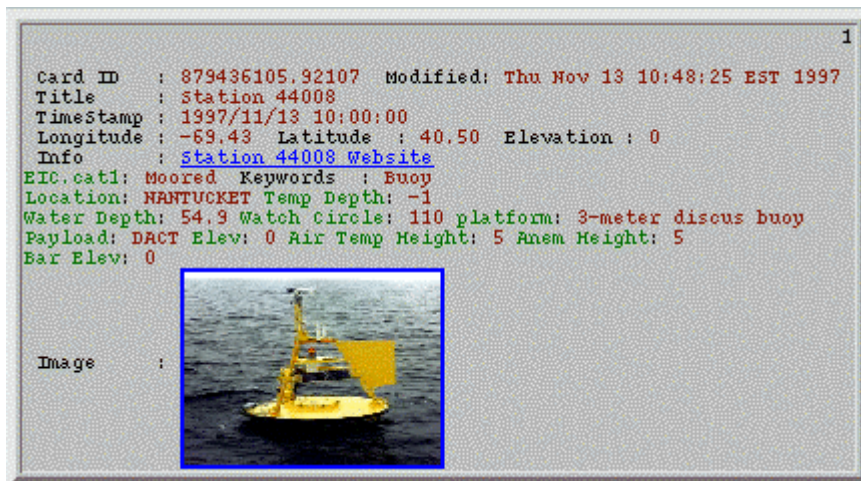 1
Card ID : 879436105.92107 Modified: Thu Nov 13 10:48:25 EST 1997
Title : Station 44008
TimeStamp : 1997/11/13 10:00:00
Longitude : -69.43 Latitude : 40.50 Elevation : 0
Info : Station 44008 Website
EIC.cat1: Moored Keywords : Buoy
Location: NANTUCKET Temp Depth: -1
Water Depth: 54.9 Watch Circle: 110 platform: 3-meter discus buoy
Payload: DACT Elev: 0 Air Temp Height: 5 Anem Height: 5
Bar Elev: 0
Image :